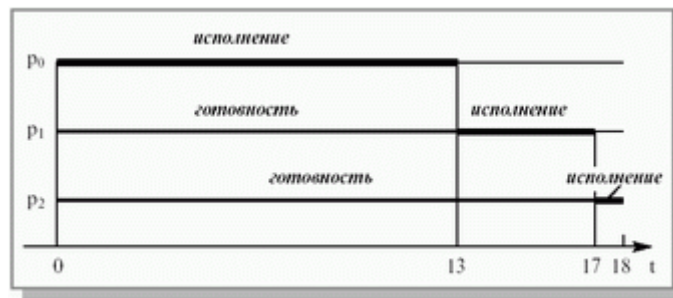 исполнение
p₀
готовность исполнение
p₁
готовность исполнение
p₂
0 13 17 18 t